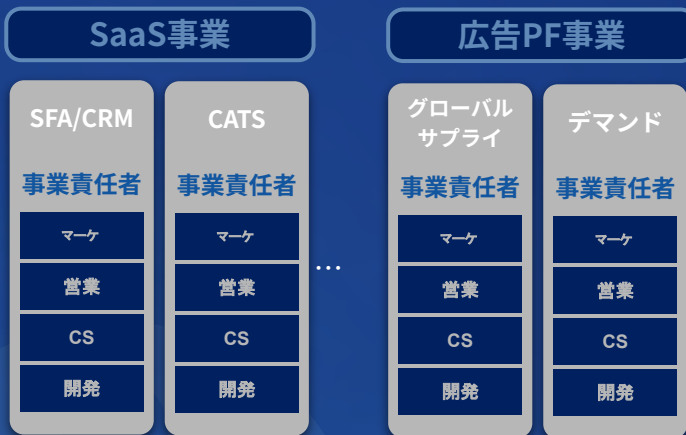 SaaS事業
SFA/CRM
事業責任者
マーケ
営業
CS
開発
CATS
事業責任者
マーケ
営業
CS
開発
…
広告PF事業
グローバル
サプライ
事業責任者
マーケ
営業
CS
開発
デマンド
事業責任者
マーケ
営業
CS
開発